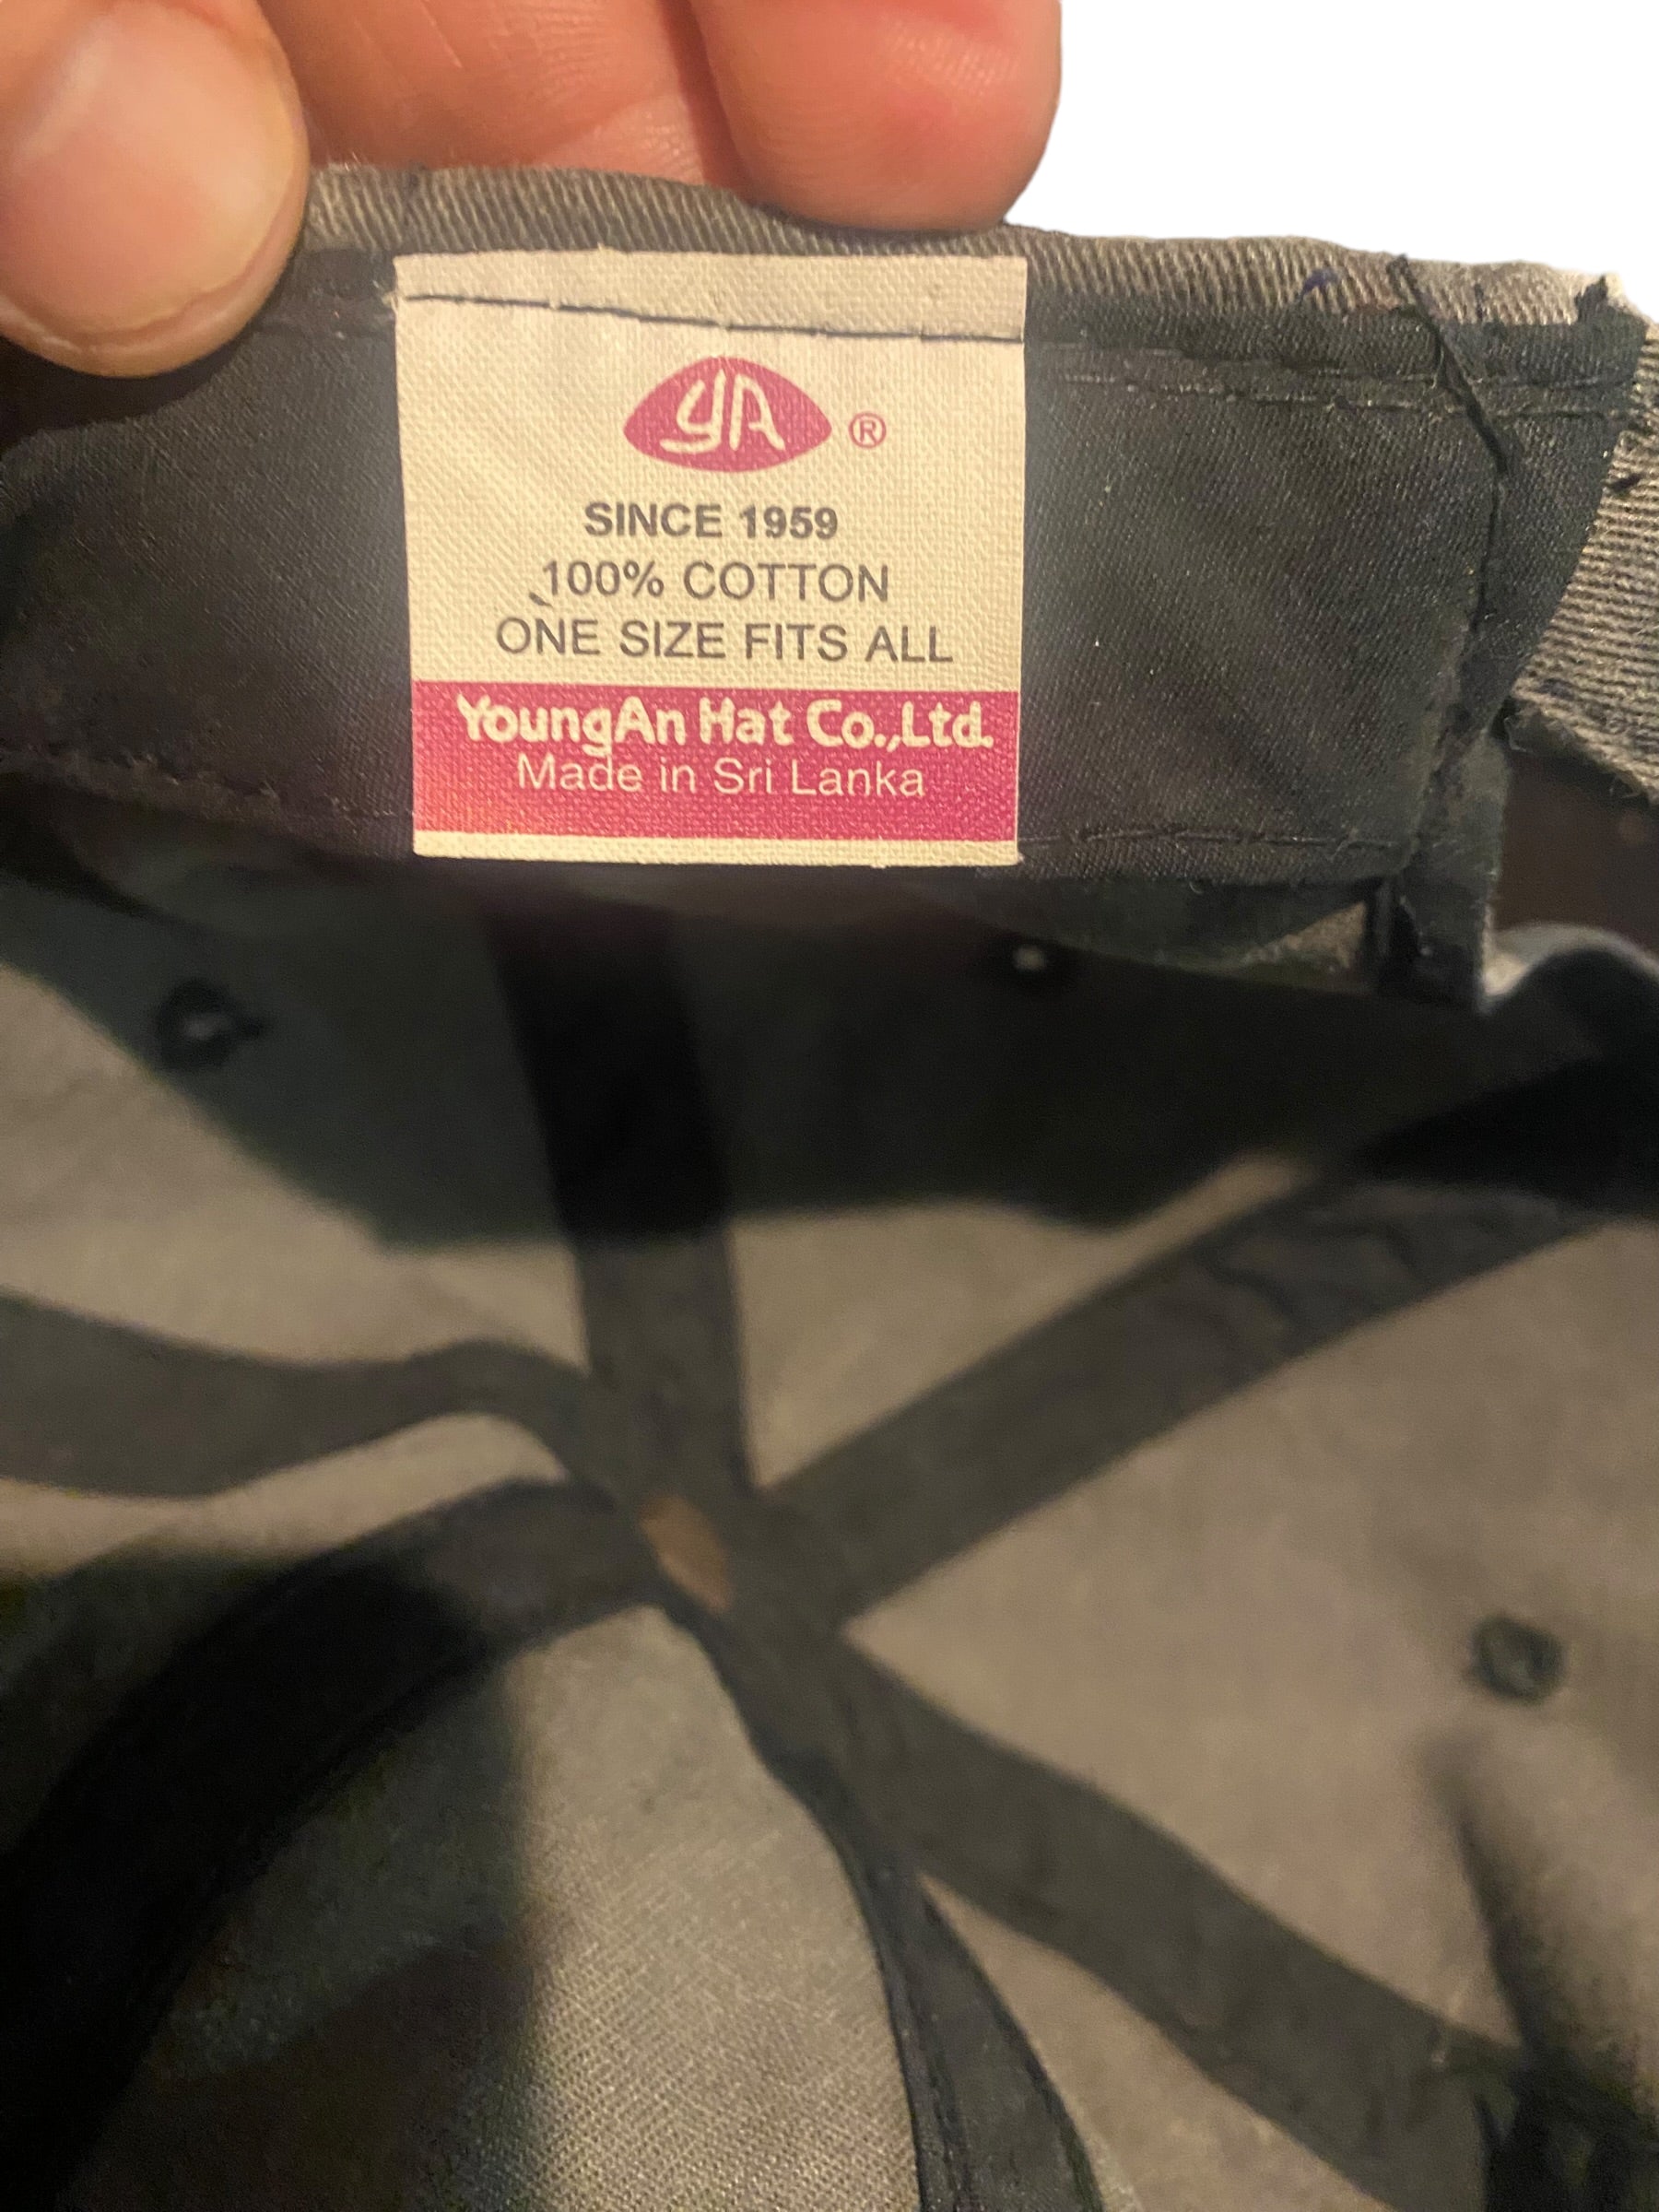 YA ®
SINCE 1959
100% COTTON
ONE SIZE FITS ALL
YoungAn Hat Co.,Ltd.
Made in Sri Lanka